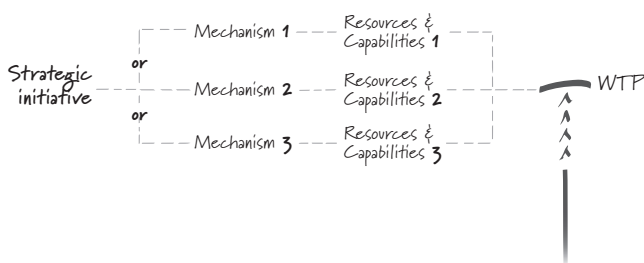 Mechanism 1
Resources &
Capabilities 1
or
Strategic
initiative
Mechanism 2
Resources &
Capabilities 2
WTP
or
Mechanism 3
Resources &
Capabilities 3